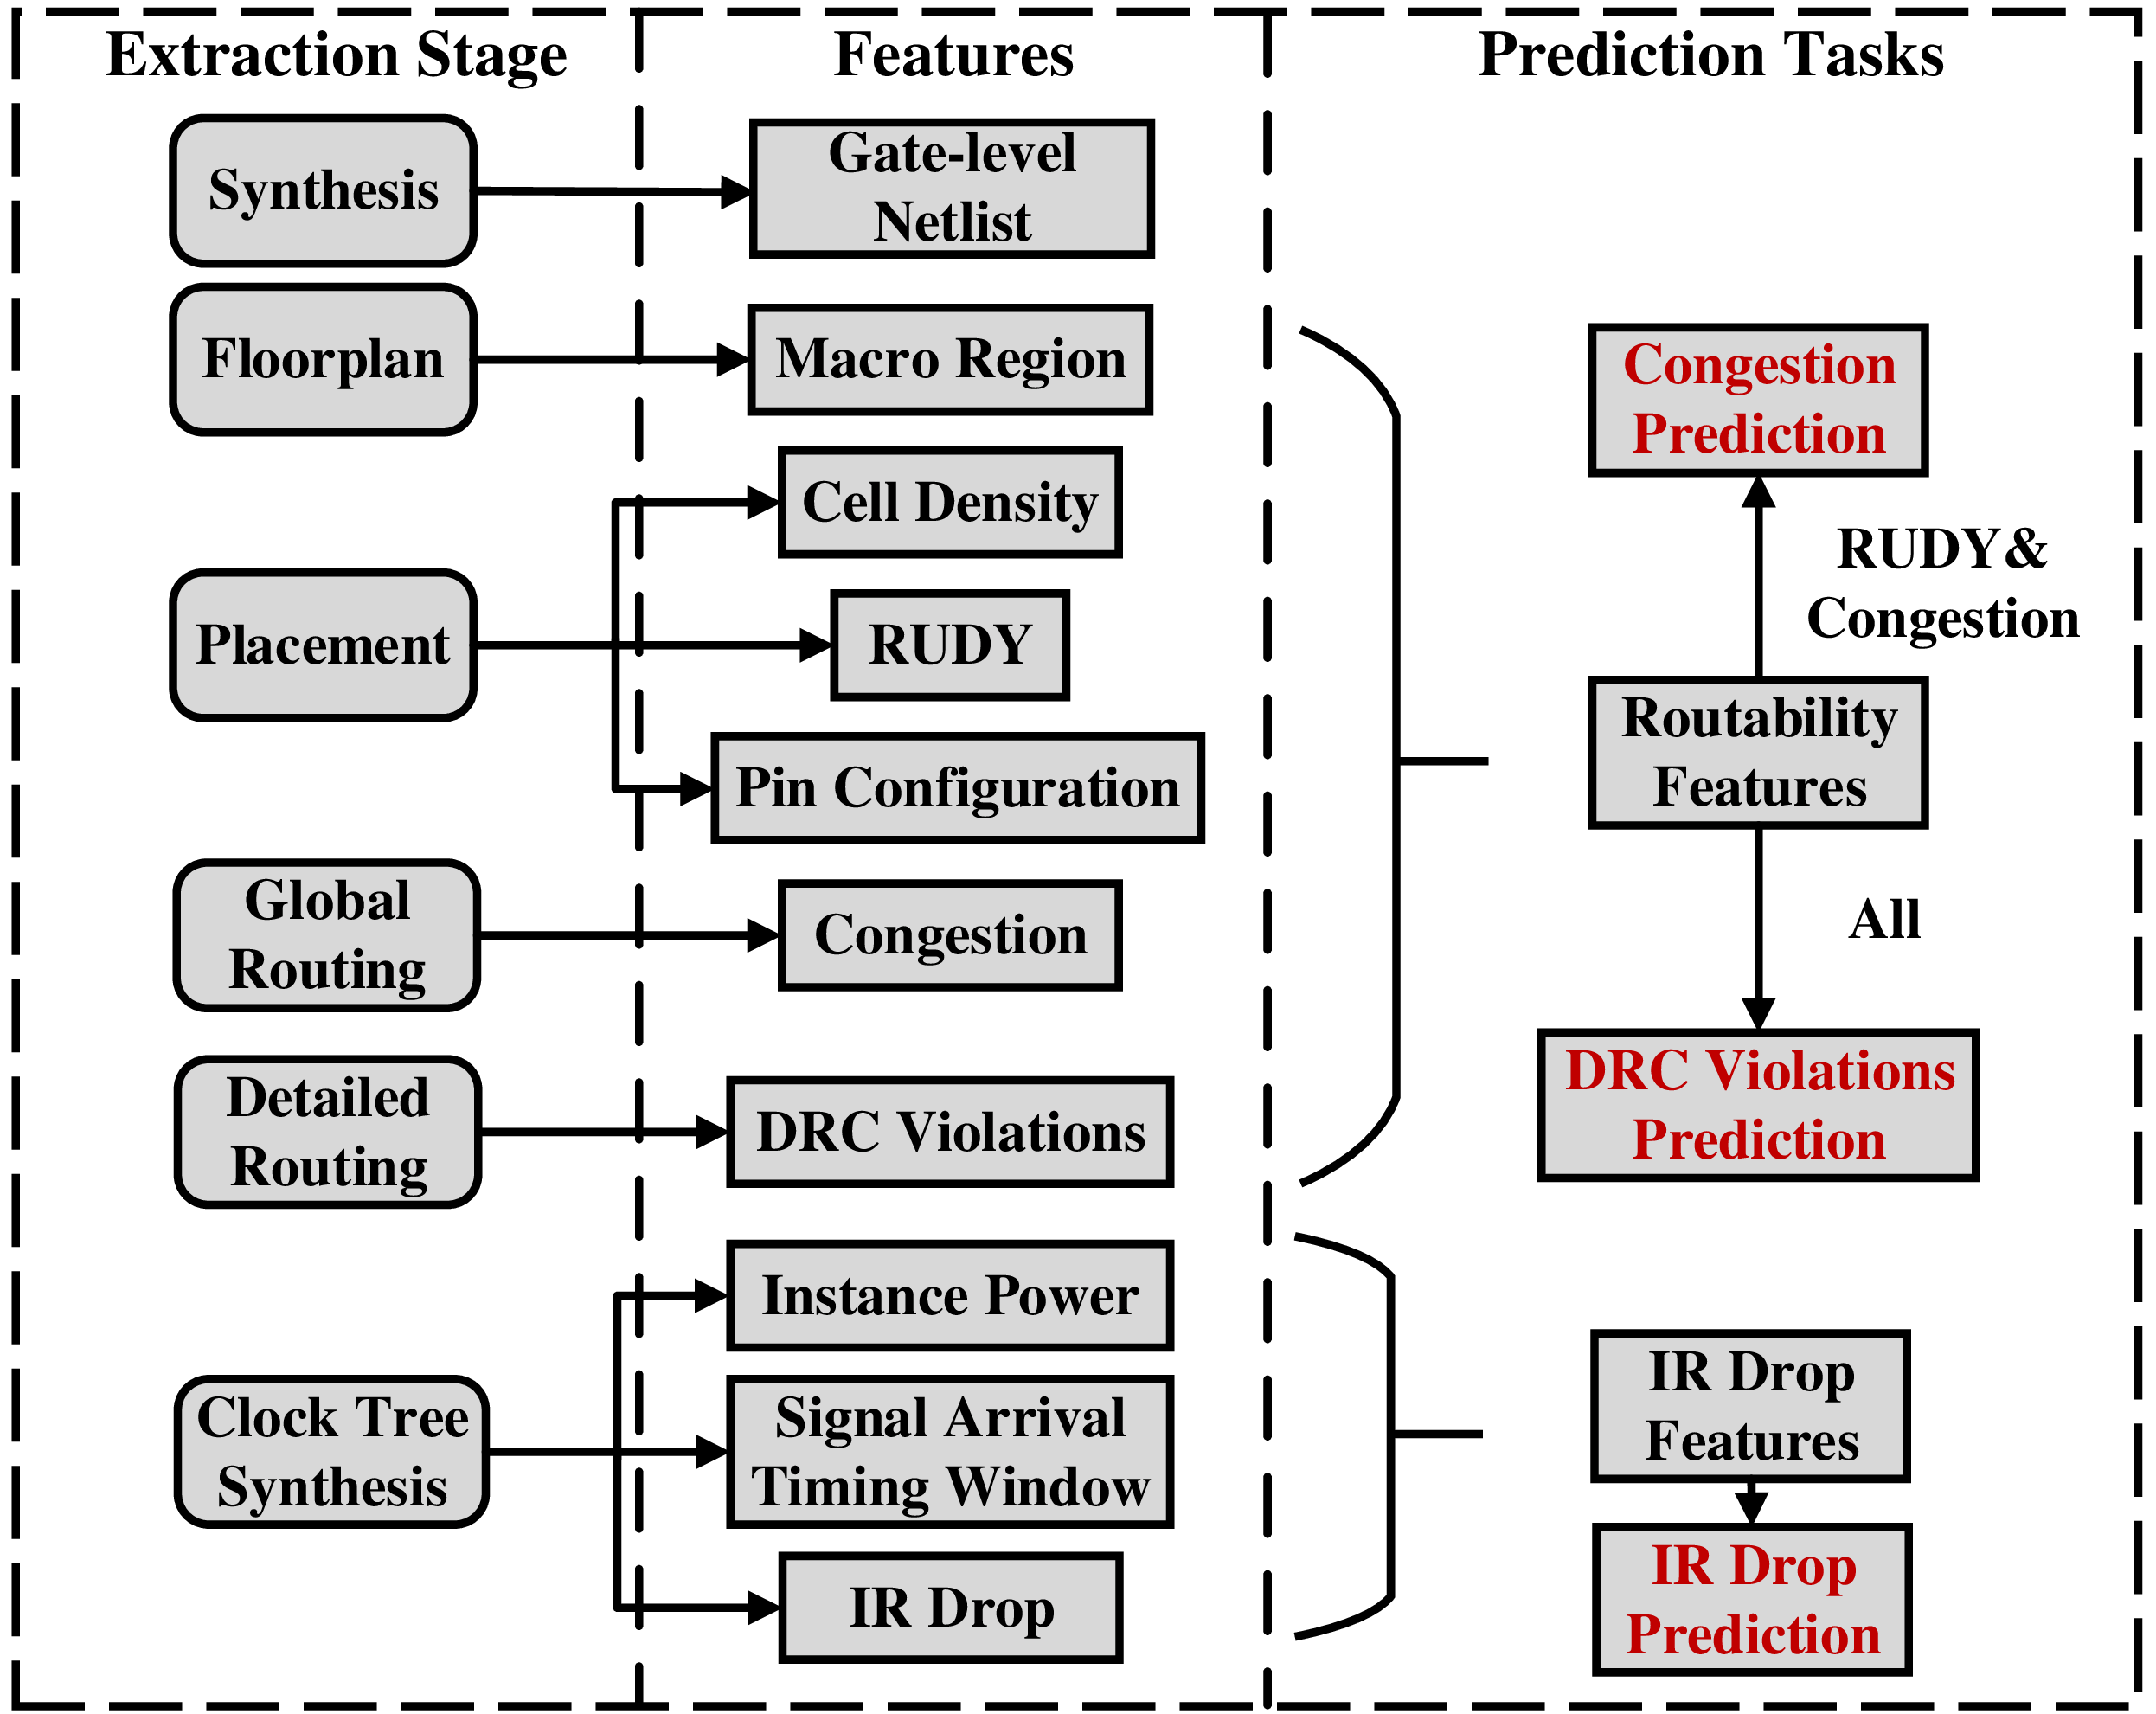 Extraction Stage
Features
Prediction Tasks
Synthesis
Gate-level
Netlist
Floorplan
Macro Region
Placement
Cell Density
RUDY
Pin Configuration
Global
Routing
Congestion
Detailed
Routing
DRC Violations
Clock Tree
Synthesis
Instance Power
Signal Arrival
Timing Window
IR Drop
Congestion
Prediction
RUDY&
Congestion
Routability
Features
All
DRC Violations
Prediction
IR Drop
Features
IR Drop
Prediction